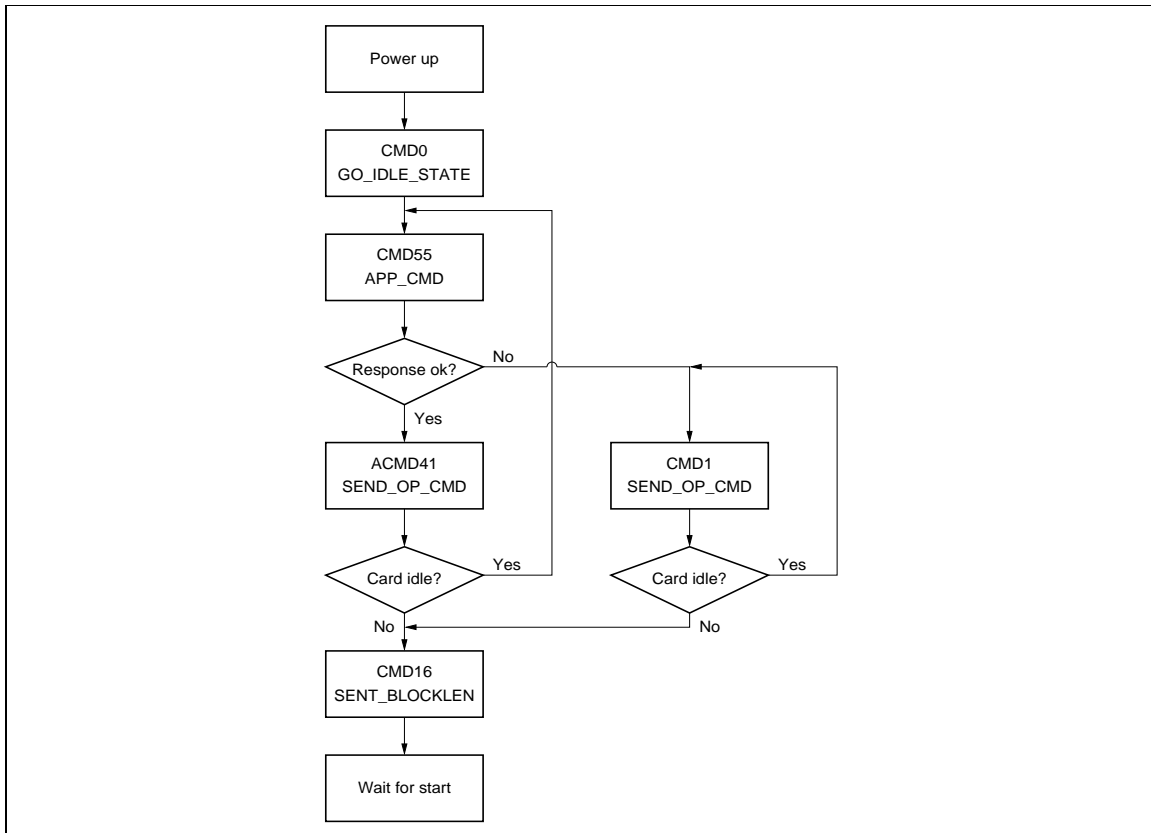 Power up
CMD0
GO_IDLE_STATE
CMD55
APP_CMD
Response ok?
No
Yes
ACMD41
SEND_OP_CMD
CMD1
SEND_OP_CMD
Card idle?
Yes
Card idle?
Yes
No
No
CMD16
SENT_BLOCKLEN
Wait for start